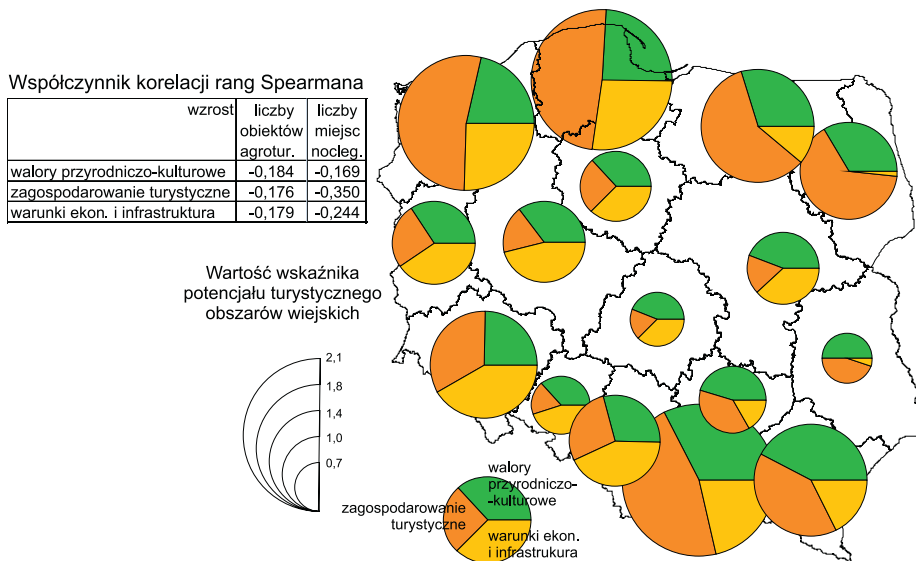 Współczynnik korelacji rang Spearmana
wzrost liczby liczby
obiektów miejsc
agrotur. nocleg.
walory przyrodniczo-kulturowe -0,184 -0,169
zagospodarowanie turystyczne -0,176 -0,350
warunki ekon. i infrastruktura -0,179 -0,244
Wartość wskaźnika
potencjału turystycznego
obszarów wiejskich
2,1
1,8
1,4
1,0
0,7
walory
przyrodniczo-
-kulturowe
zagospodarowanie
turystyczne
warunki ekon.
i infrastrukura